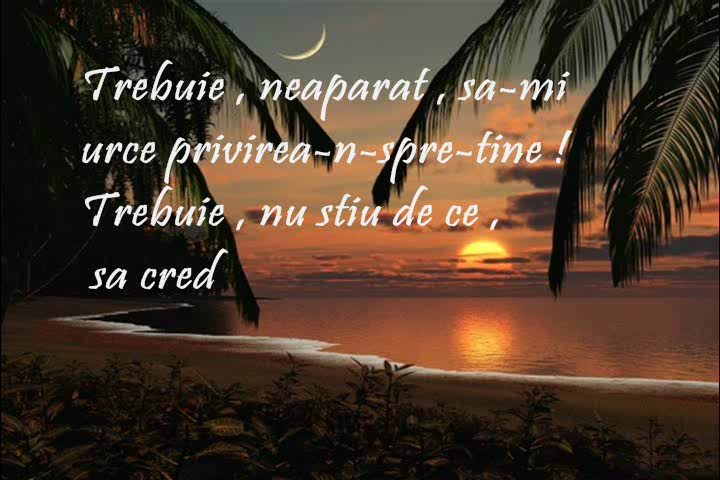 Trebuie , neaparat , sa-mi
urce privirea-n-spre-tine !
Trebuie , nu stiu de ce ,
sa cred